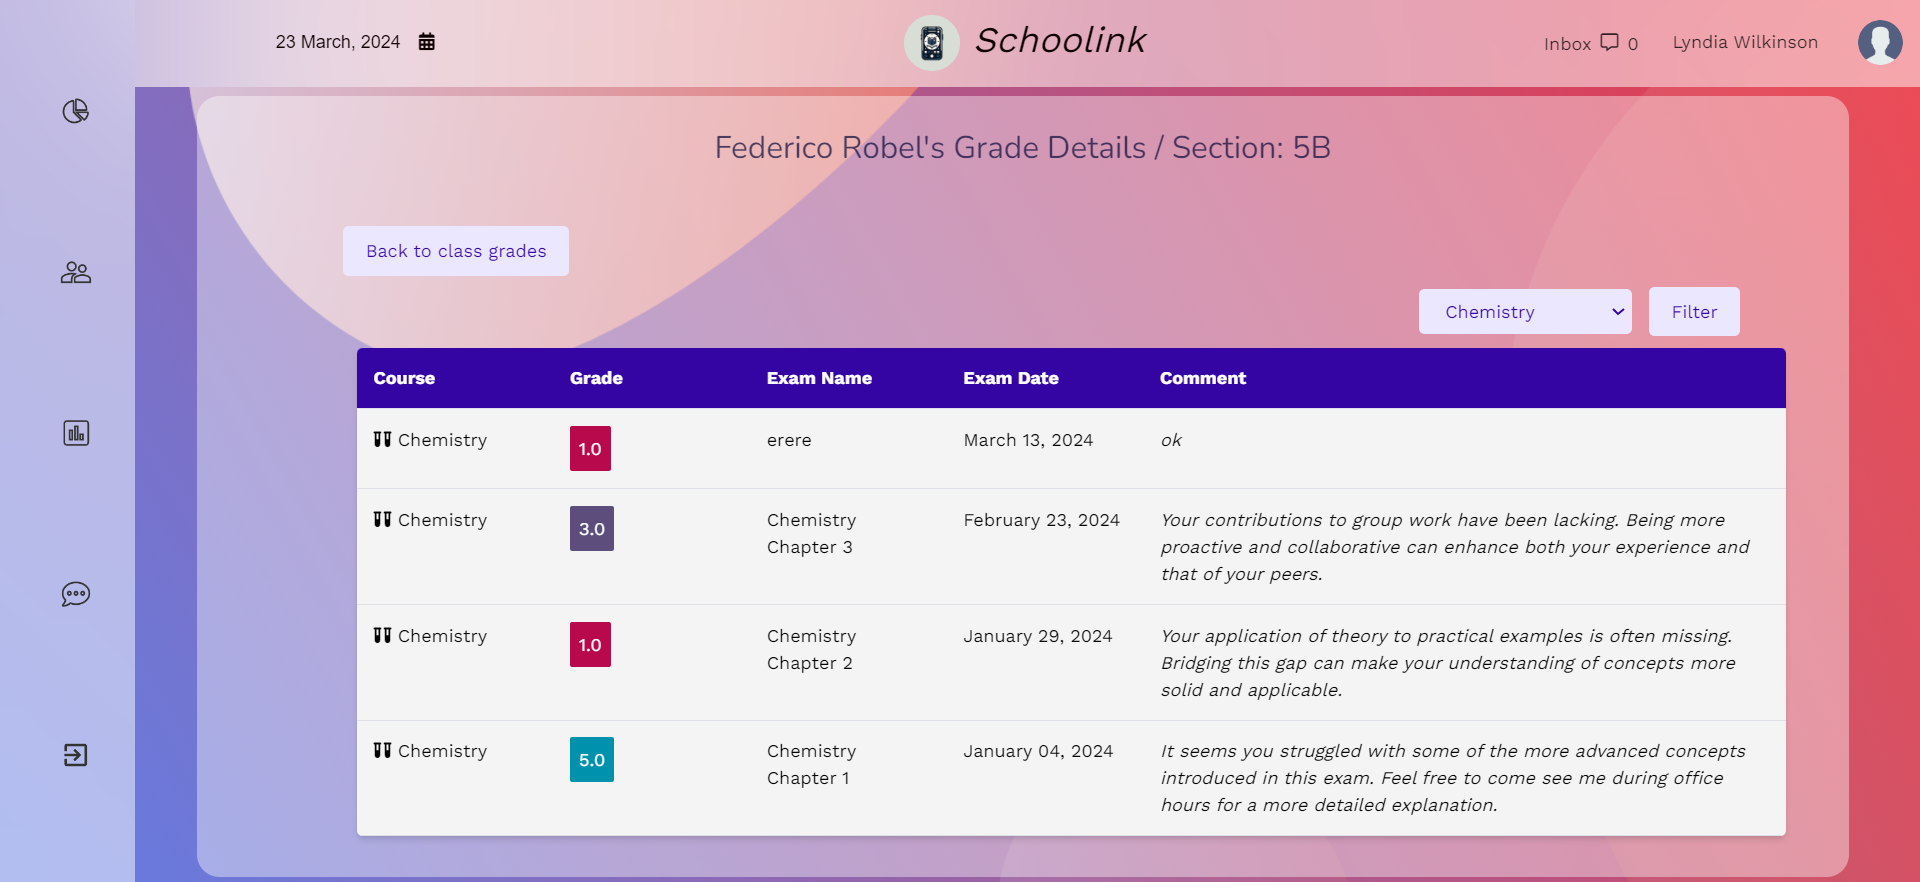 23 March, 2024
Schoolink
Inbox 0
Lyndia Wilkinson
Federico Robel's Grade Details / Section: 5B
Back to class grades
Chemistry
Filter
Course Grade Exam Name Exam Date Comment
Chemistry 1.0 erere March 13, 2024 ok
Chemistry 3.0 Chemistry February 23, 2024 Your contributions to group work have been lacking. Being more
Chapter 3 proactive and collaborative can enhance both your experience and
that of your peers.
Chemistry 1.0 Chemistry January 29, 2024 Your application of theory to practical examples is often missing.
Chapter 2 Bridging this gap can make your understanding of concepts more
solid and applicable.
Chemistry 5.0 Chemistry January 04, 2024 It seems you struggled with some of the more advanced concepts
Chapter 1 introduced in this exam. Feel free to come see me during office
hours for a more detailed explanation.